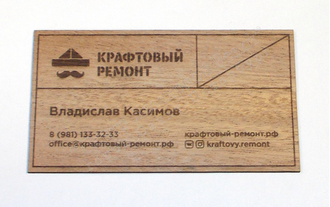 КРАФТОВЫЙ
РЕМОНТ
Владислав Касимов
8 (981) 133-32-33
office@крафтовый-ремонт.рф
крафтовый-ремонт.рф
kraftovy.remont